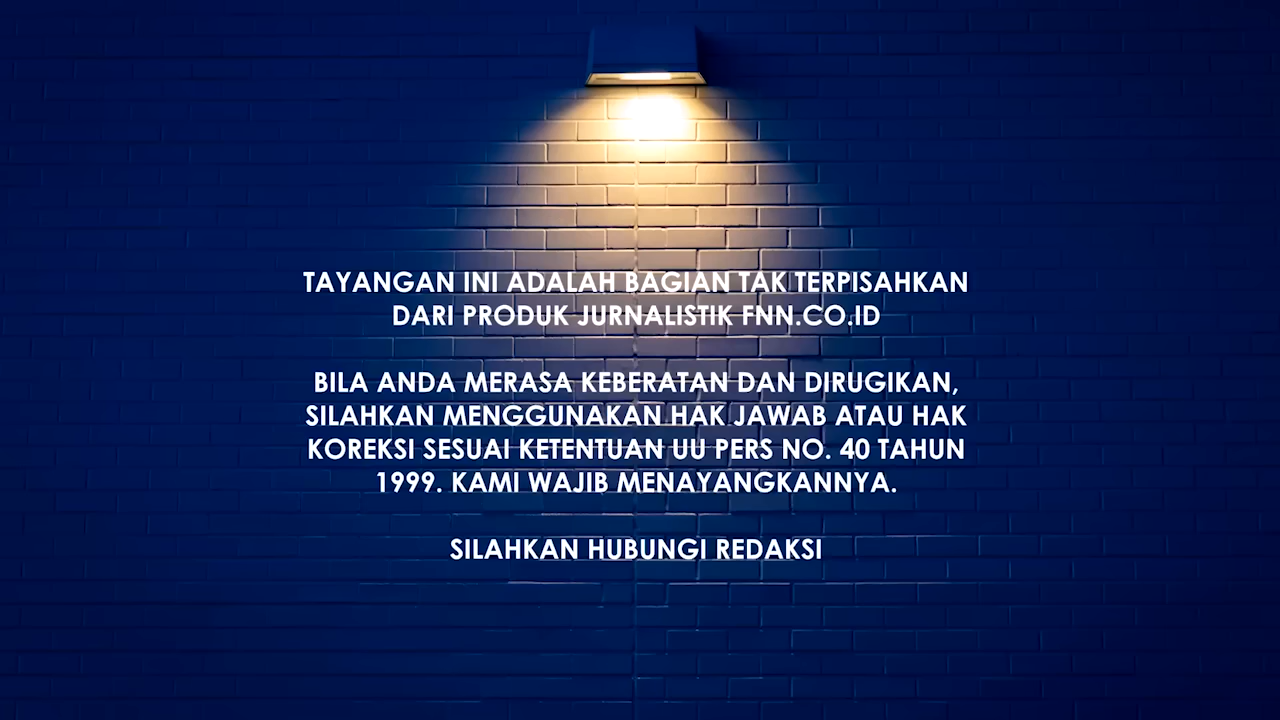 TAYANGAN INI ADALAH BAGIAN TAK TERPISAHKAN
DARI PRODUK JURNALISTIK FNN.CO.ID
BILA ANDA MERASA KEBERATAN DAN DIRUGIKAN,
SILAHKAN MENGGUNAKAN HAK JAWAB ATAU HAK
KOREKSI SESUAI KETENTUAN UU PERS NO. 40 TAHUN
1999. KAMI WAJIB MENAYANGKANNYA.
SILAHKAN HUBUNGI REDAKSI